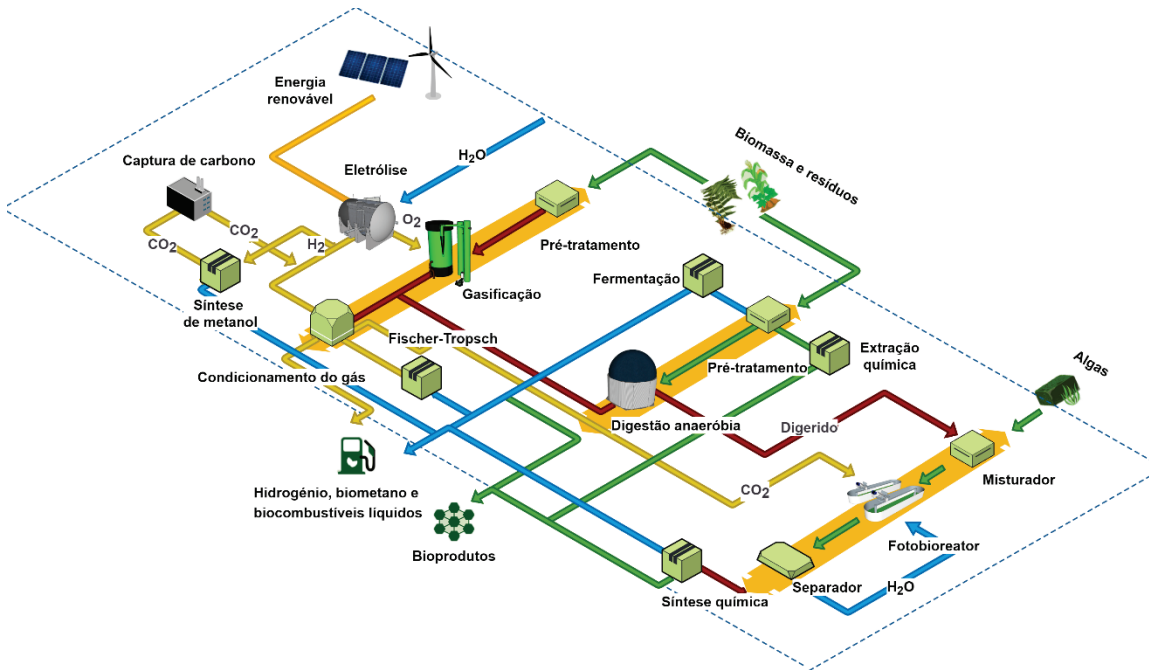 Energia
renovável
H2O
Biomassa e resíduos
Captura de carbono
Eletrólise
O2
CO2
CO2
H2
Pré-tratamento
Gasificação
Fermentação
Síntese
de metanol
Fischer-Tropsch
Condicionamento do gás
Pré-tratamento
Extração
química
Algas
Digestão anaeróbia
Digerido
Misturador
CO2
Hidrogénio, biometano e
biocombustíveis líquidos
Bioprodutos
Fotobioreator
Separador
H2O
Síntese química